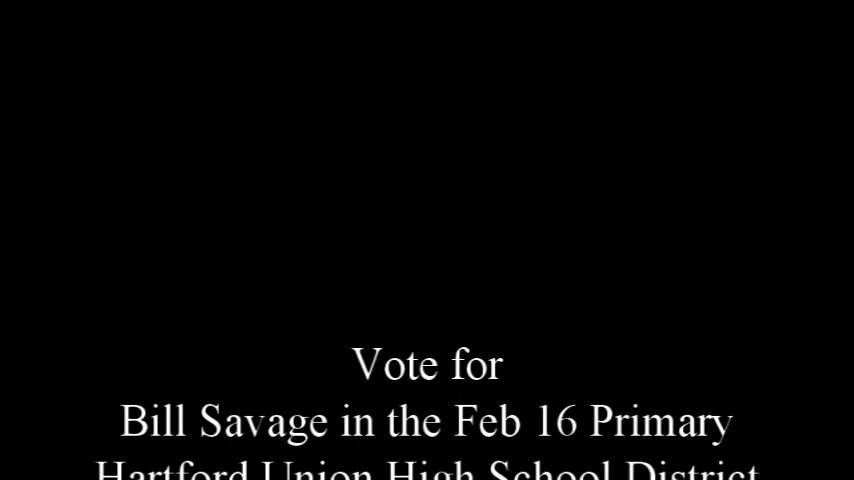 Vote for
Bill Savage in the Feb 16 Primary
Hartford Union High School District